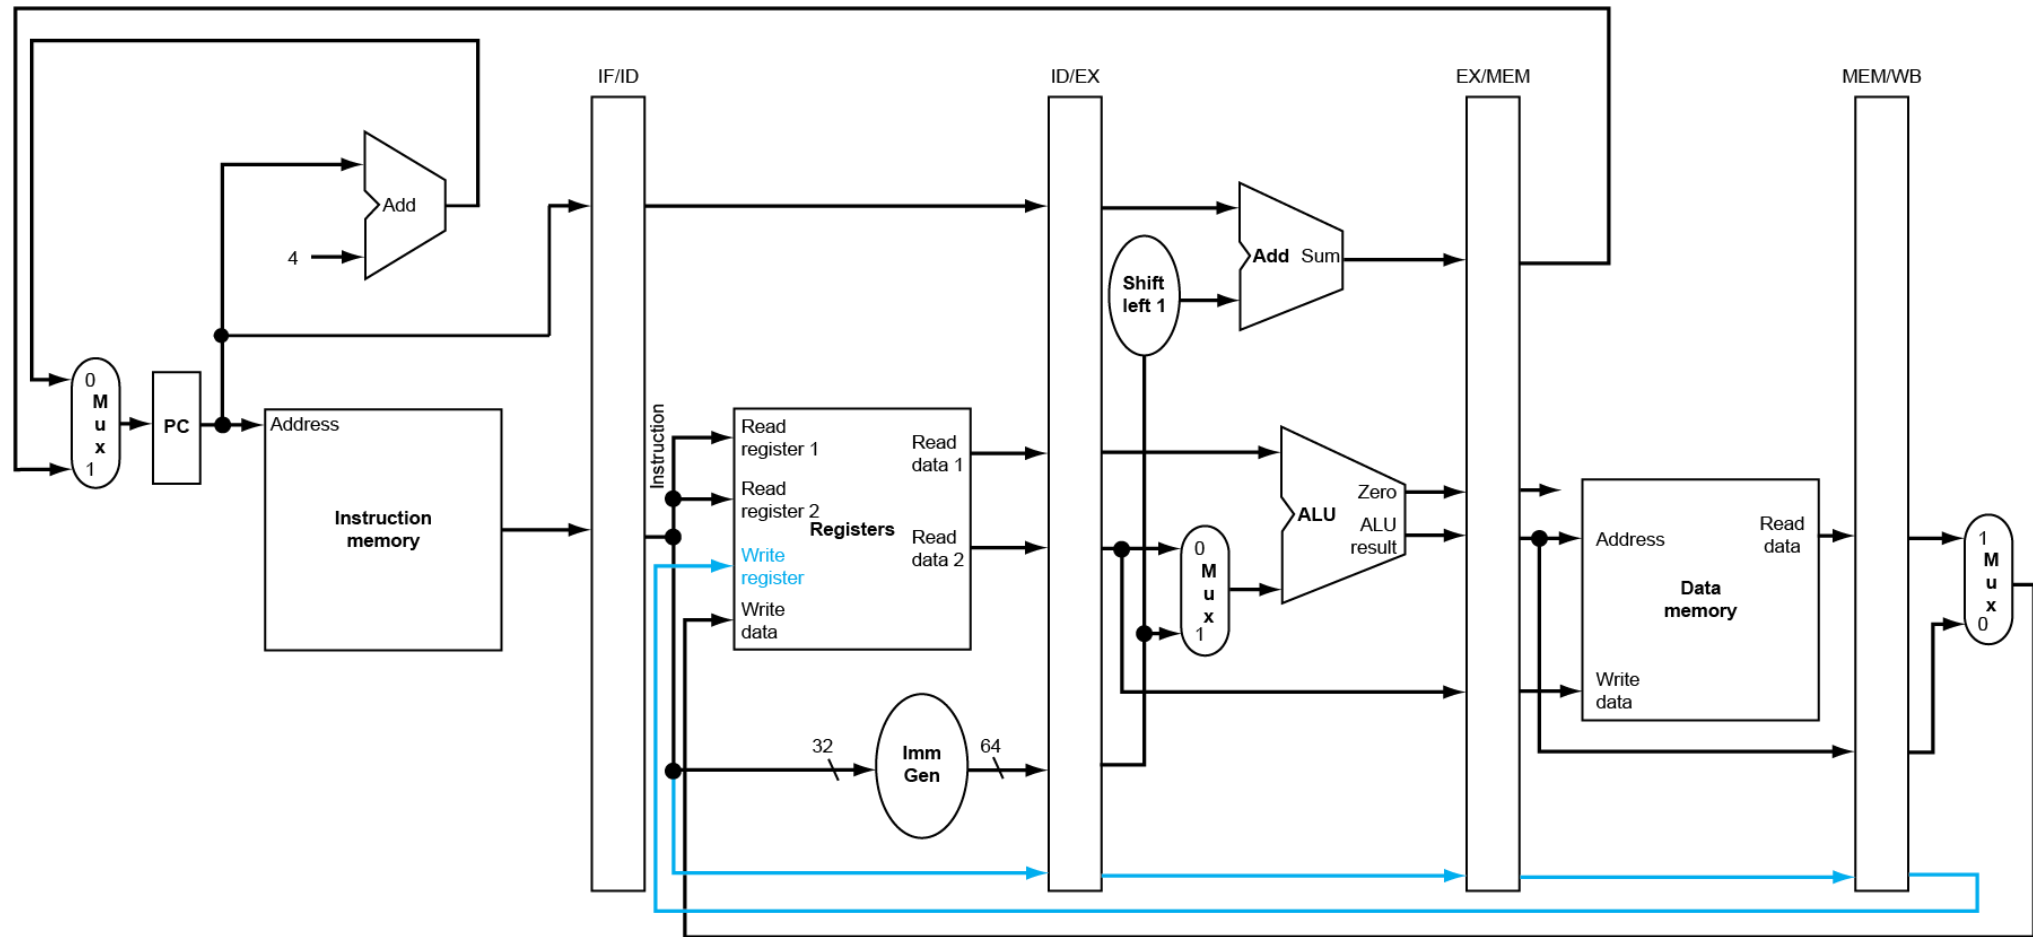 IF/ID
ID/EX
EX/MEM
MEM/WB
Add
4
Add Sum
Shift
left 1
0
M
u
x
1
PC
Address
Instruction
memory
Instruction
Read
register 1
Read
register 2
Write
register
Write
data
Registers
Read
data 1
Read
data 2
32
Imm
Gen
64
0
M
u
x
1
ALU
Zero
ALU
result
Address
Read
data
Data
memory
Write
data
1
M
u
x
0